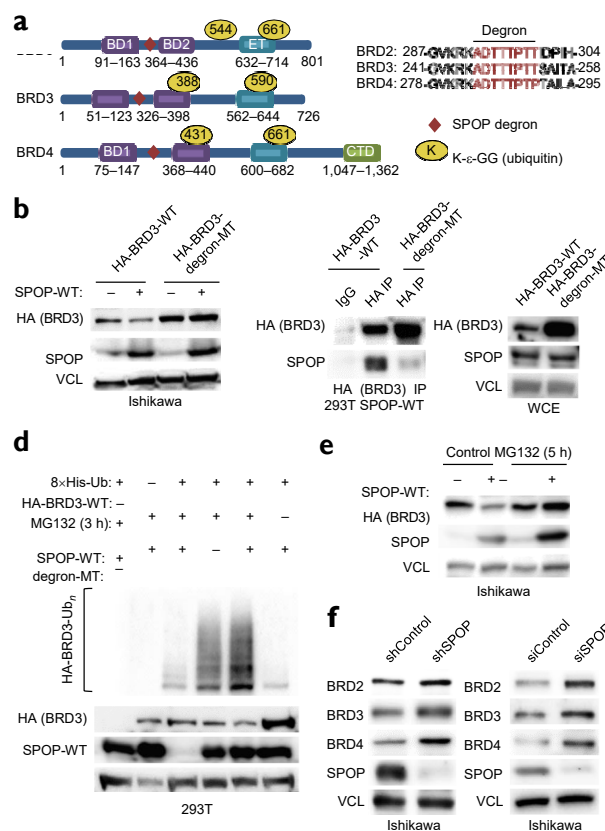 a
544 661
BD1 BD2 ET
1 91–163 364–436 632–714 801
388 590
BRD3
1 51–123 326–398 562–644 726
431 661
BRD4 BD1 CTD
1 75–147 368–440 600–682 1,047–1,362
Degron
BRD2: 287 304
BRD3: 241 258
BRD4: 278 295
SPOP degron
K K-ε-GG (ubiquitin)
b
HA-BRD3-WT
HA-BRD3-
degron-MT
SPOP-WT: – + – +
HA (BRD3)
SPOP
VCL
Ishikawa
HA-BRD3
-WT
HA-BRD3-
degron-MT
IgG HA IP HA IP
HA (BRD3)
SPOP
HA (BRD3) IP
293T SPOP-WT
HA-BRD3-WT
HA-BRD3-
degron-MT
HA (BRD3)
SPOP
VCL
WCE
d
8×His-Ub: + – + + + +
HA-BRD3-WT: –
MG132 (3 h): + + + + + –
SPOP-WT: + + + – + +
degron-MT: –
HA-BRD3-Ubn
HA (BRD3)
SPOP-WT
293T
e
Control MG132 (5 h)
SPOP-WT: – + – +
HA (BRD3)
SPOP
VCL
Ishikawa
f
shControl shSPOP
BRD2
BRD3
BRD4
SPOP
VCL
Ishikawa
siControl siSPOP
BRD2
BRD3
BRD4
SPOP
VCL
Ishikawa